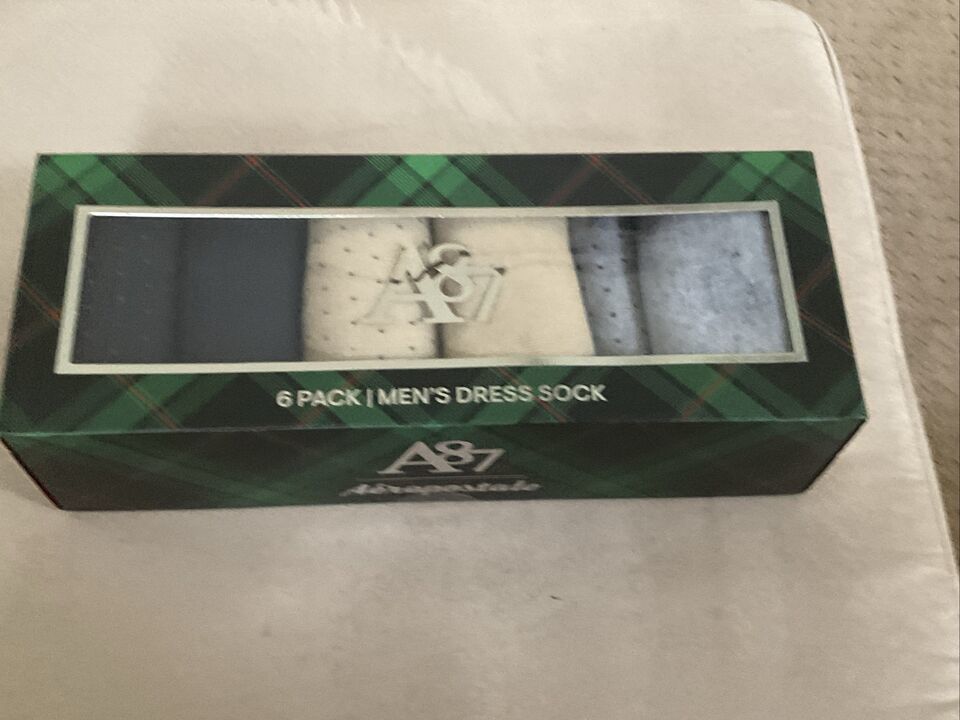 A87
6 PACK | MEN'S DRESS SOCK
A87
Aéropostale